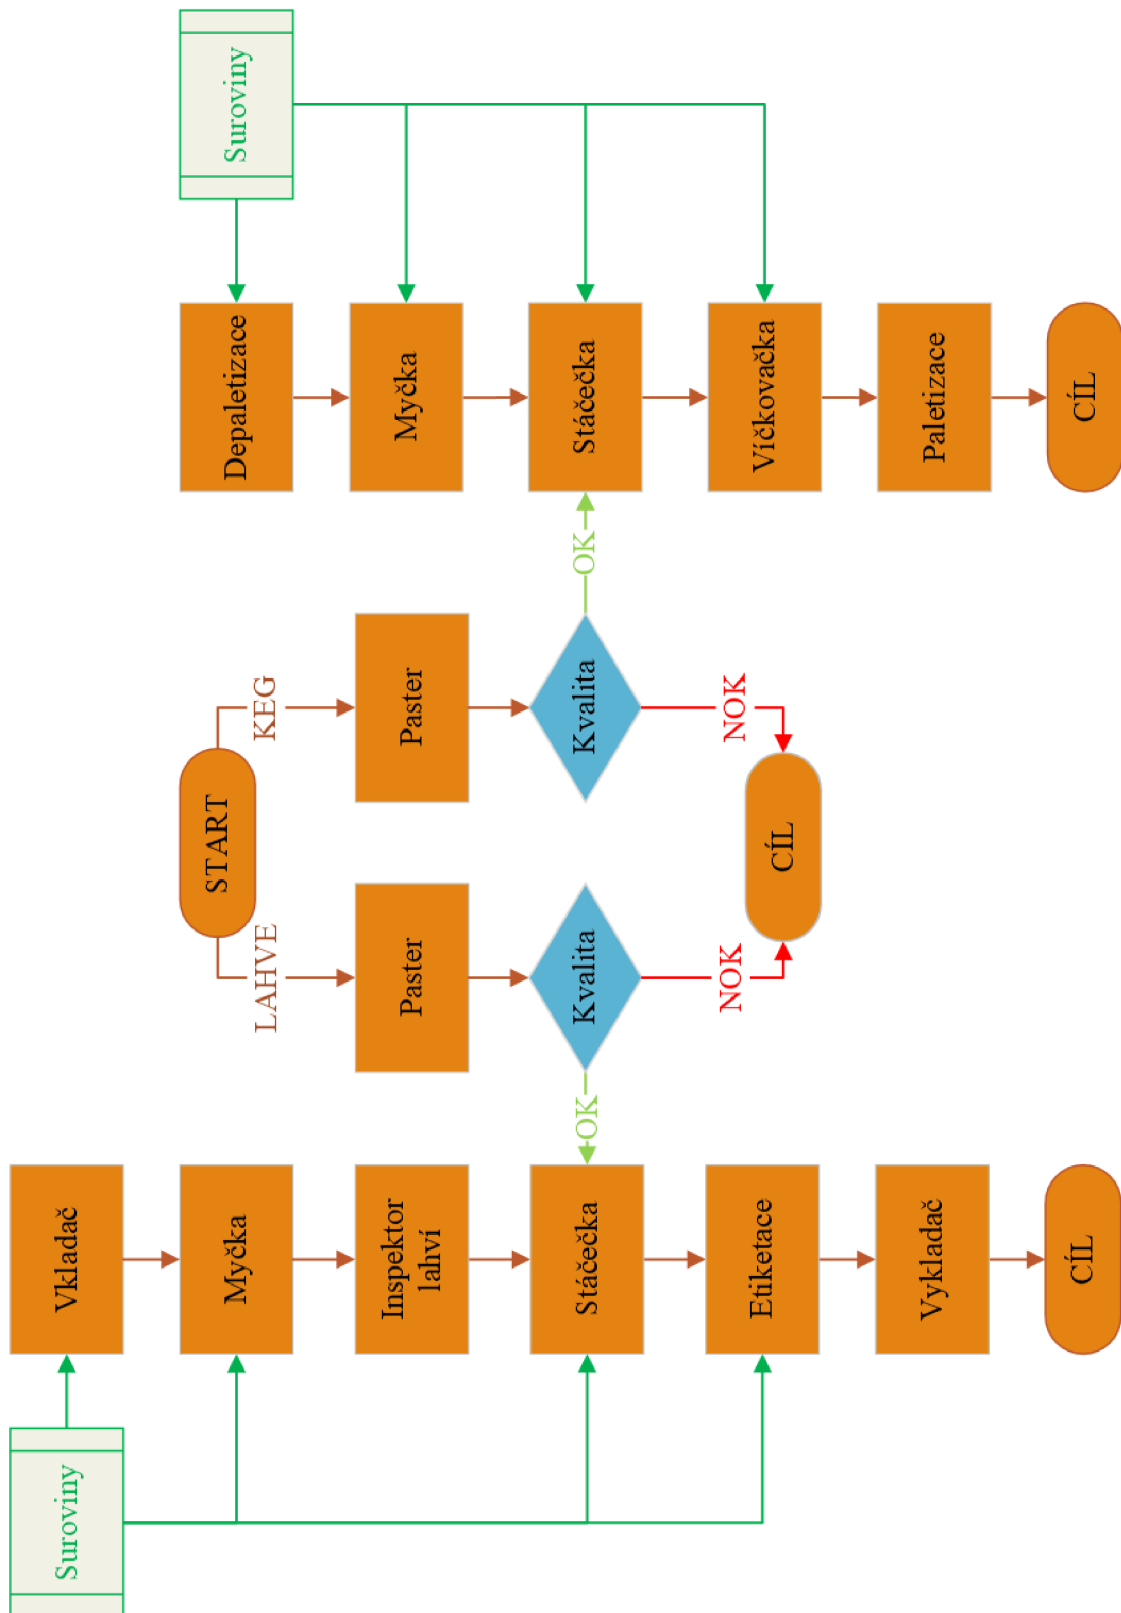 Suroviny
Vkladač
Myčka
Inspektor
lahví
Stáčečka
Etiketace
Vykladač
CÍL
OK
START
LAHVE
KEG
Paster
Paster
Kvalita
Kvalita
NOK
NOK
CÍL
OK
Suroviny
Depaletizace
Myčka
Stáčečka
Víčkovačka
Paletizace
CÍL